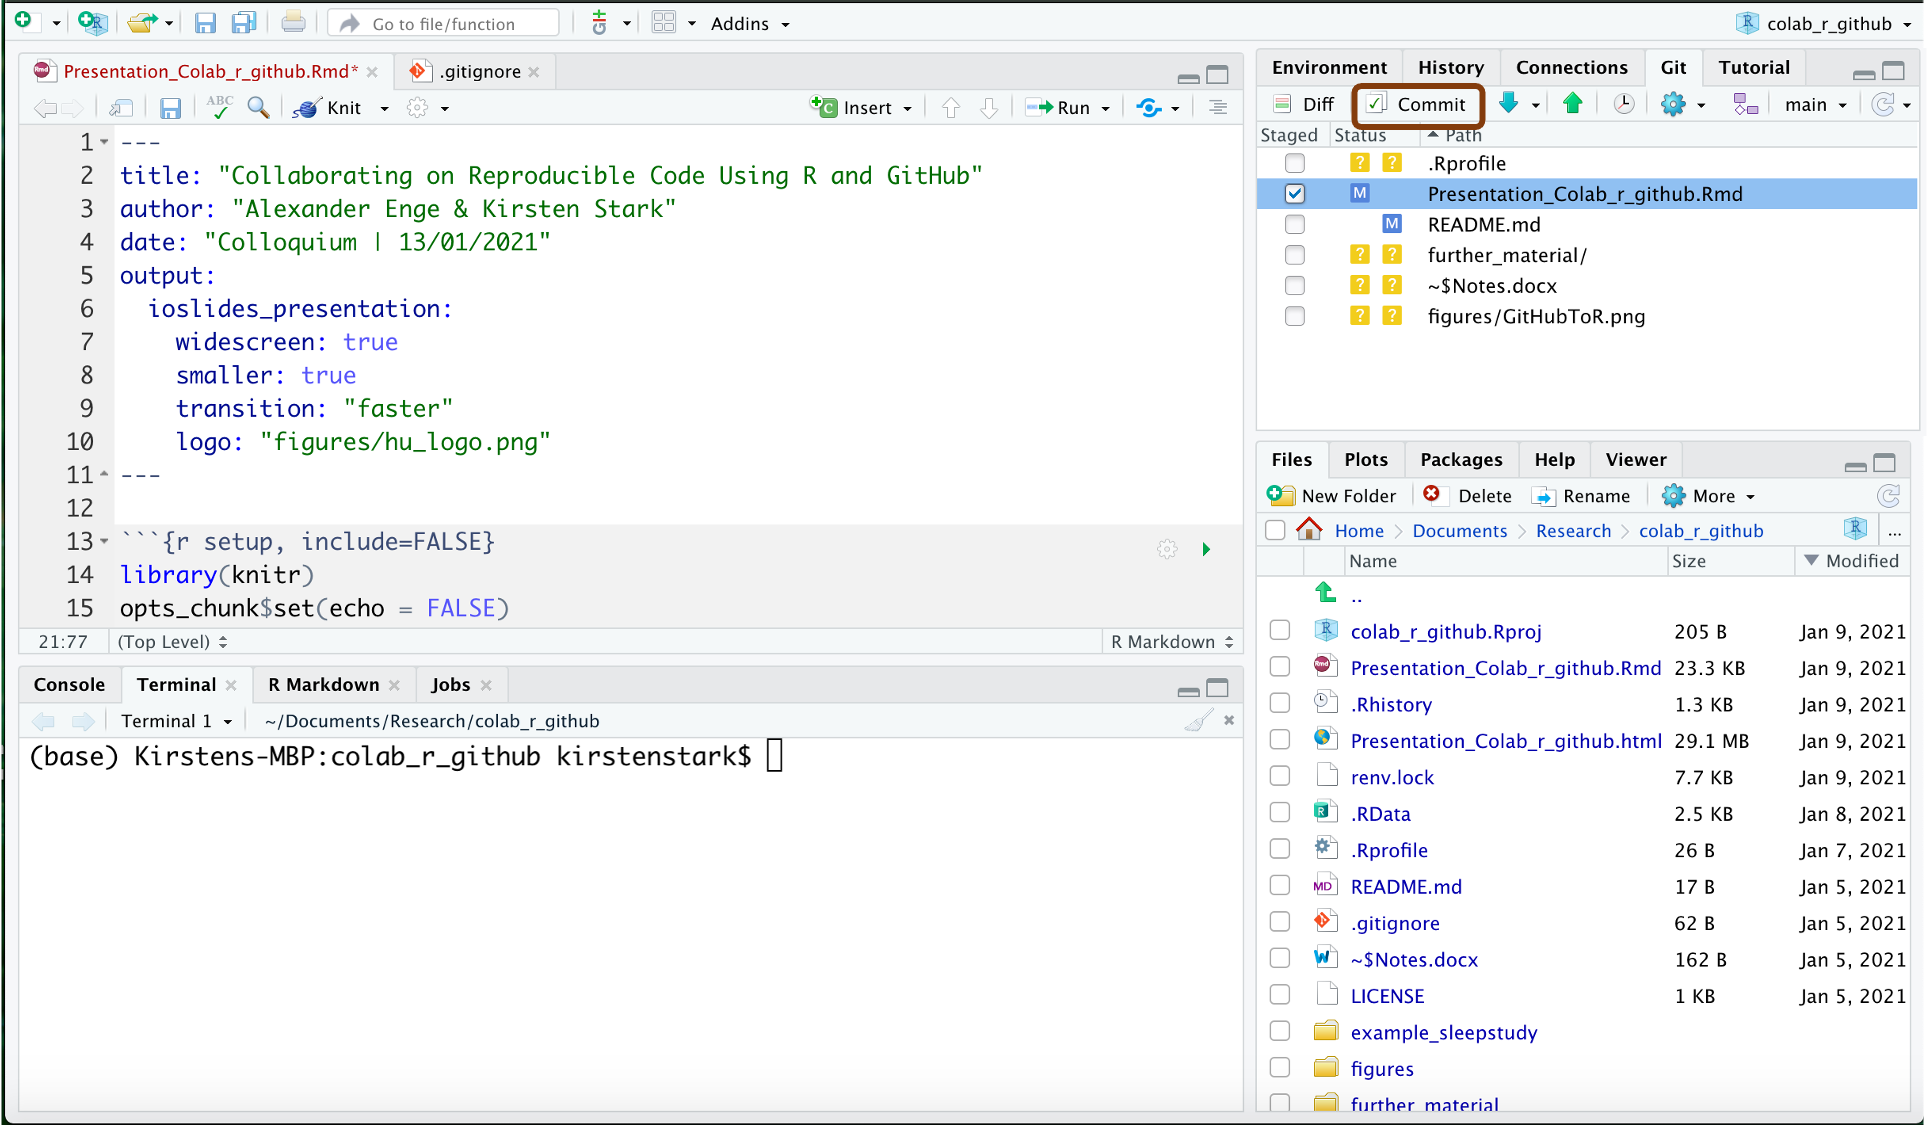 Go to file/function
Addins
colab_r_github
Presentation_Colab_r_github.Rmd*
.gitignore
ABC
Knit
Insert
Run
1 ---
2 title: "Collaborating on Reproducible Code Using R and GitHub"
3 author: "Alexander Enge & Kirsten Stark"
4 date: "Colloquium | 13/01/2021"
5 output:
6 ioslides_presentation:
7 widescreen: true
8 smaller: true
9 transition: "faster"
10 logo: "figures/hu_logo.png"
11 ---
12
13 ```{r setup, include=FALSE}
14 library(knitr)
15 opts_chunk$set(echo = FALSE)
21:77 (Top Level) R Markdown
Console Terminal R Markdown Jobs
Terminal 1 ~/Documents/Research/colab_r_github
(base) Kirstens-MBP:colab_r_github kirstenstark$
Environment History Connections Git Tutorial
Diff Commit main
Staged Status Path
? ? .Rprofile
M Presentation_Colab_r_github.Rmd
M README.md
? ? further_material/
? ? ~$Notes.docx
? ? figures/GitHubToR.png
Files Plots Packages Help Viewer
New Folder Delete Rename More
Home Documents Research colab_r_github ...
Name Size Modified
..
colab_r_github.Rproj 205 B Jan 9, 2021
Presentation_Colab_r_github.Rmd 23.3 KB Jan 9, 2021
.Rhistory 1.3 KB Jan 9, 2021
Presentation_Colab_r_github.html 29.1 MB Jan 9, 2021
renv.lock 7.7 KB Jan 9, 2021
.RData 2.5 KB Jan 8, 2021
.Rprofile 26 B Jan 7, 2021
README.md 17 B Jan 5, 2021
.gitignore 62 B Jan 5, 2021
~$Notes.docx 162 B Jan 5, 2021
LICENSE 1 KB Jan 5, 2021
example_sleepstudy
figures
further_material